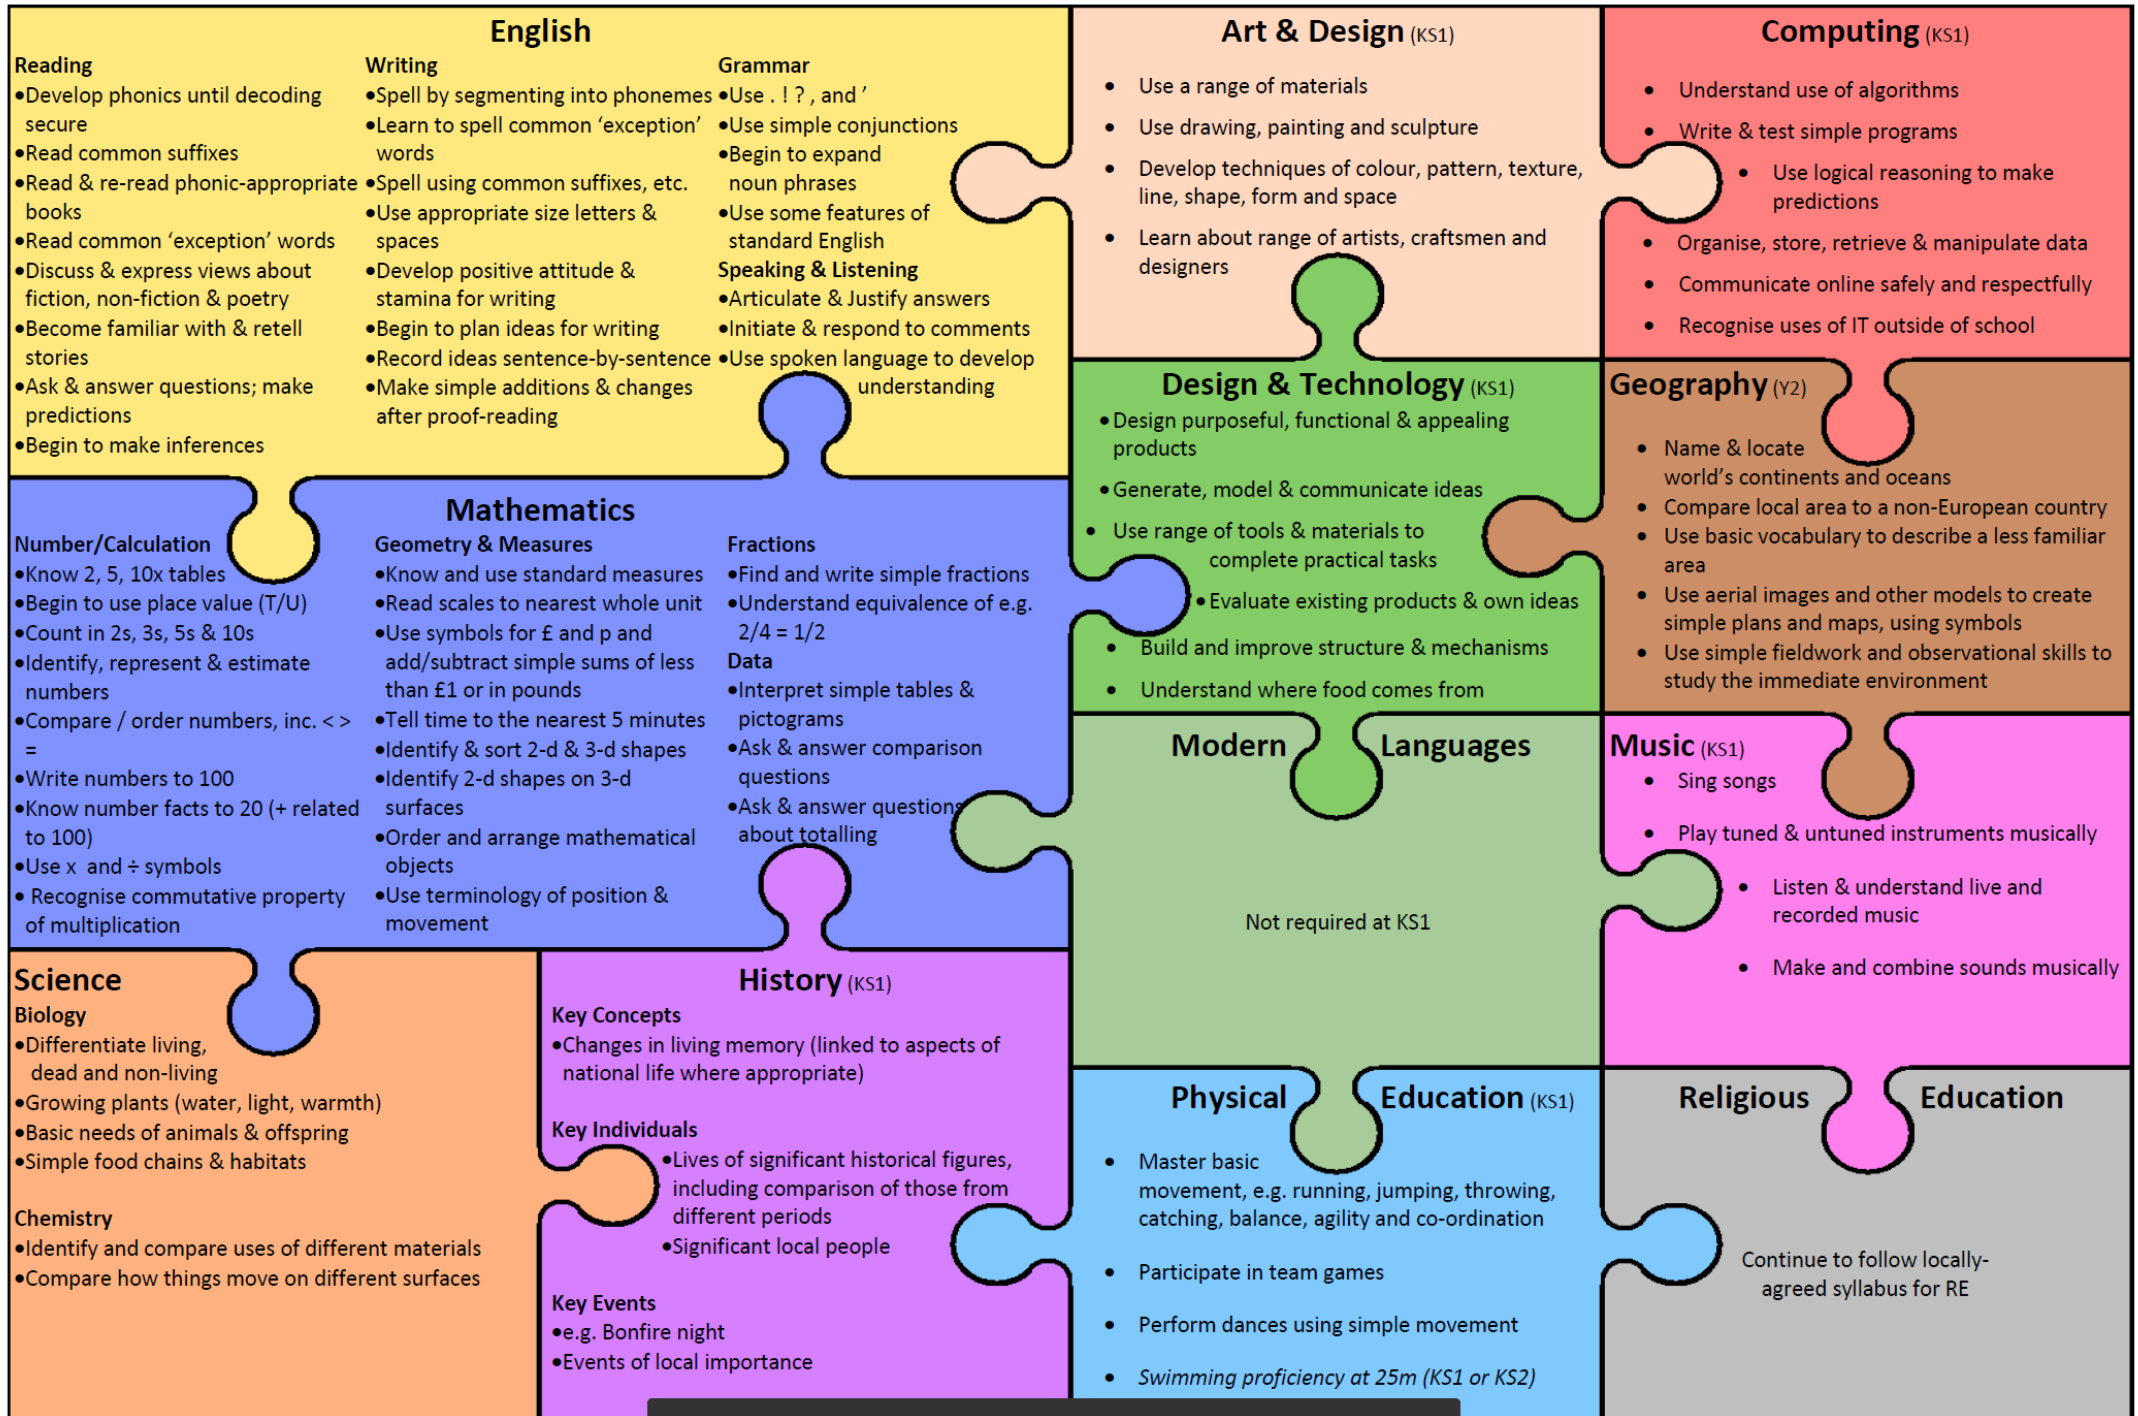 English
Reading
•Develop phonics until decoding
secure
•Read common suffixes
•Read & re-read phonic-appropriate
books
•Read common ‘exception’ words
•Discuss & express views about
fiction, non-fiction & poetry
•Become familiar with & retell
stories
•Ask & answer questions; make
predictions
•Begin to make inferences
Writing
•Spell by segmenting into phonemes
•Learn to spell common ‘exception’
words
•Spell using common suffixes, etc.
•Use appropriate size letters &
spaces
•Develop positive attitude &
stamina for writing
•Begin to plan ideas for writing
•Record ideas sentence-by-sentence
•Make simple additions & changes
after proof-reading
Grammar
•Use . ! ? , and ’
•Use simple conjunctions
•Begin to expand
noun phrases
•Use some features of
standard English
Speaking & Listening
•Articulate & Justify answers
•Initiate & respond to comments
•Use spoken language to develop
understanding
Art & Design (KS1)
• Use a range of materials
• Use drawing, painting and sculpture
• Develop techniques of colour, pattern, texture,
line, shape, form and space
• Learn about range of artists, craftsmen and
designers
Computing (KS1)
• Understand use of algorithms
• Write & test simple programs
• Use logical reasoning to make
predictions
• Organise, store, retrieve & manipulate data
• Communicate online safely and respectfully
• Recognise uses of IT outside of school
Mathematics
Number/Calculation
•Know 2, 5, 10x tables
•Begin to use place value (T/U)
•Count in 2s, 3s, 5s & 10s
•Identify, represent & estimate
numbers
•Compare / order numbers, inc. < >
=
•Write numbers to 100
•Know number facts to 20 (+ related
to 100)
•Use x and ÷ symbols
• Recognise commutative property
of multiplication
Geometry & Measures
•Know and use standard measures
•Read scales to nearest whole unit
•Use symbols for £ and p and
add/subtract simple sums of less
than £1 or in pounds
•Tell time to the nearest 5 minutes
•Identify & sort 2-d & 3-d shapes
•Identify 2-d shapes on 3-d
surfaces
•Order and arrange mathematical
objects
•Use terminology of position &
movement
Fractions
•Find and write simple fractions
•Understand equivalence of e.g.
2/4 = 1/2
Data
•Interpret simple tables &
pictograms
•Ask & answer comparison
questions
•Ask & answer questions
about totalling
Design & Technology (KS1)
•Design purposeful, functional & appealing
products
•Generate, model & communicate ideas
• Use range of tools & materials to
complete practical tasks
•Evaluate existing products & own ideas
• Build and improve structure & mechanisms
• Understand where food comes from
Geography (Y2)
• Name & locate
world’s continents and oceans
• Compare local area to a non-European country
• Use basic vocabulary to describe a less familiar
area
• Use aerial images and other models to create
simple plans and maps, using symbols
• Use simple fieldwork and observational skills to
study the immediate environment
Modern Languages
Not required at KS1
Music (KS1)
• Sing songs
• Play tuned & untuned instruments musically
• Listen & understand live and
recorded music
• Make and combine sounds musically
Science
Biology
•Differentiate living,
dead and non-living
•Growing plants (water, light, warmth)
•Basic needs of animals & offspring
•Simple food chains & habitats
Chemistry
•Identify and compare uses of different materials
•Compare how things move on different surfaces
History (KS1)
Key Concepts
•Changes in living memory (linked to aspects of
national life where appropriate)
Key Individuals
•Lives of significant historical figures,
including comparison of those from
different periods
•Significant local people
Key Events
•e.g. Bonfire night
•Events of local importance
Physical Education (KS1)
• Master basic
movement, e.g. running, jumping, throwing,
catching, balance, agility and co-ordination
• Participate in team games
• Perform dances using simple movement
• Swimming proficiency at 25m (KS1 or KS2)
Religious Education
Continue to follow locally-
agreed syllabus for RE